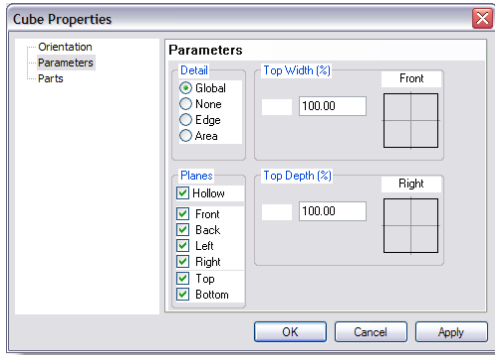 Cube Properties
Orientation
Parameters
Parts
Parameters
Detail
Global
None
Edge
Area
Top Width (%)
100.00
Front
Planes
Hollow
Front
Back
Left
Right
Top
Bottom
Top Depth (%)
100.00
Right
OK
Cancel
Apply